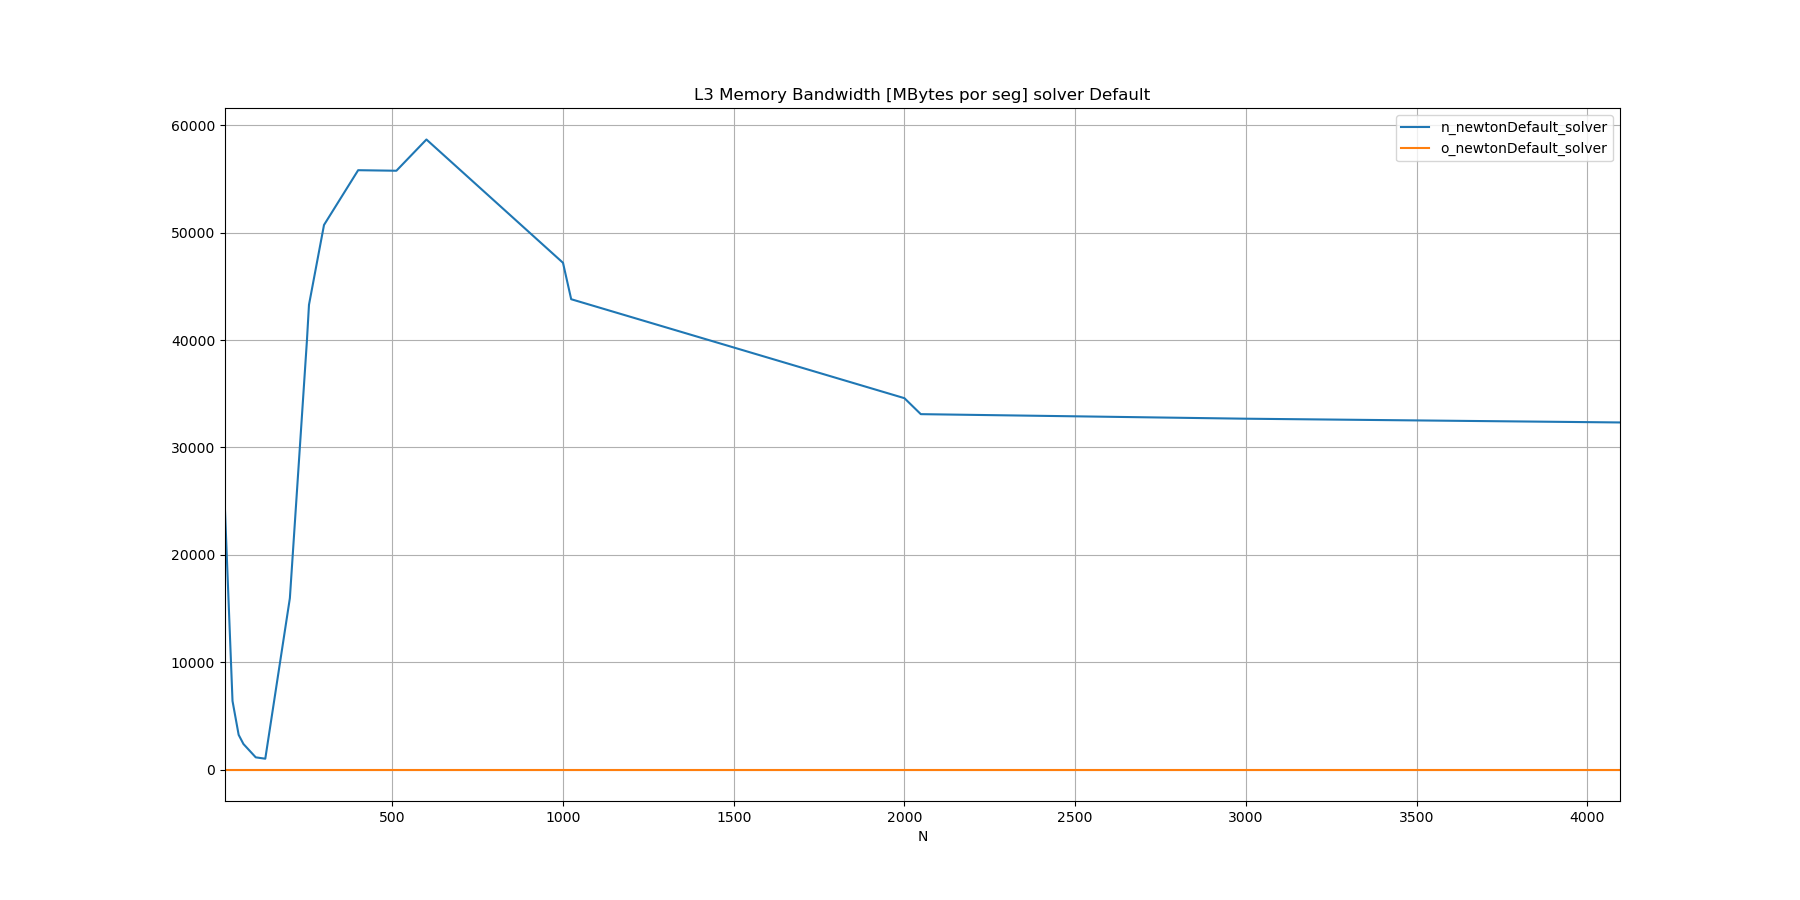 L3 Memory Bandwidth [MBytes por seg] solver Default
n_newtonDefault_solver
o_newtonDefault_solver
60000
50000
40000
30000
20000
10000
0
500 1000 1500 2000 2500 3000 3500 4000
N